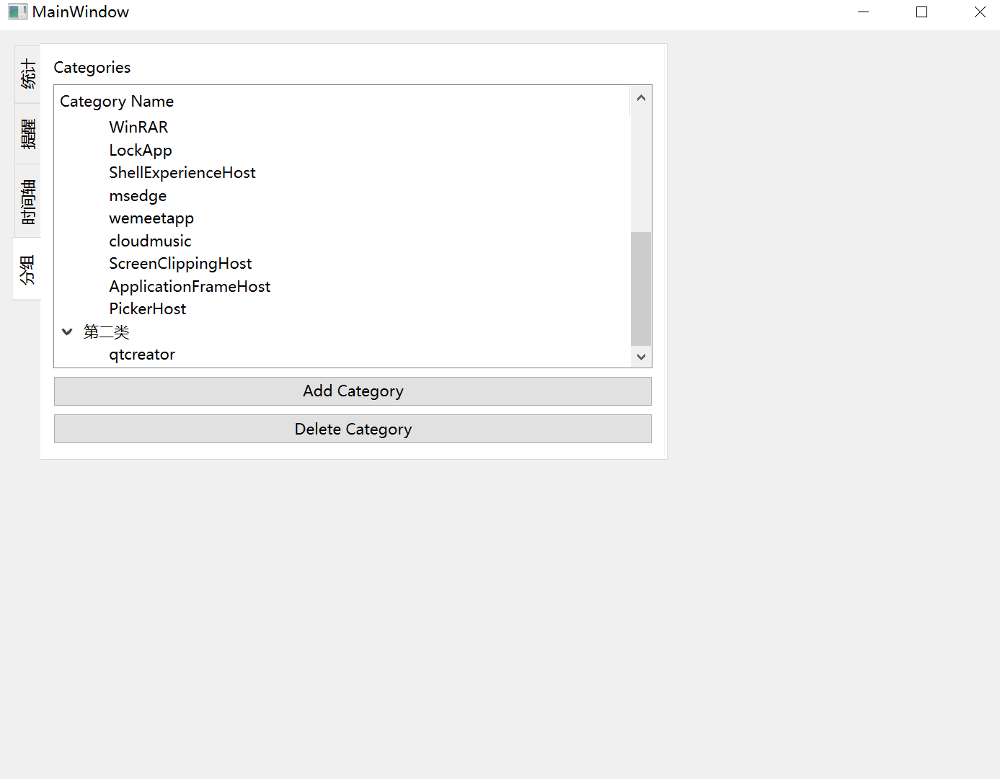 MainWindow
统计
提醒
时间轴
分组
Categories
Category Name
WinRAR
LockApp
ShellExperienceHost
msedge
wemeetapp
cloudmusic
ScreenClippingHost
ApplicationFrameHost
PickerHost
第二类
qtcreator
Add Category
Delete Category